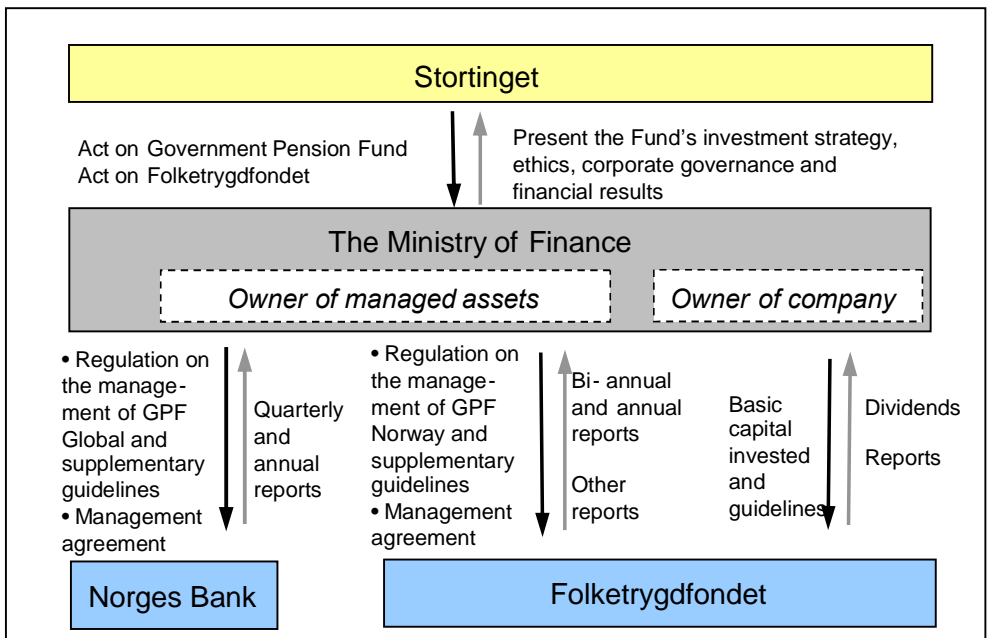 Stortinget
Act on Government Pension Fund
Act on Folketrygdfondet
Present the Fund's investment strategy,
ethics, corporate governance and
financial results
The Ministry of Finance
Owner of managed assets
Owner of company
• Regulation on
the manage-
ment of GPF
Global and
supplementary
guidelines
• Management
agreement
Quarterly
and
annual
reports
• Regulation on
the manage-
ment of GPF
Norway and
supplementary
guidelines
• Management
agreement
Bi- annual
and annual
reports
Other
reports
Basic
capital
invested
and
guidelines
Dividends
Reports
Norges Bank
Folketrygdfondet